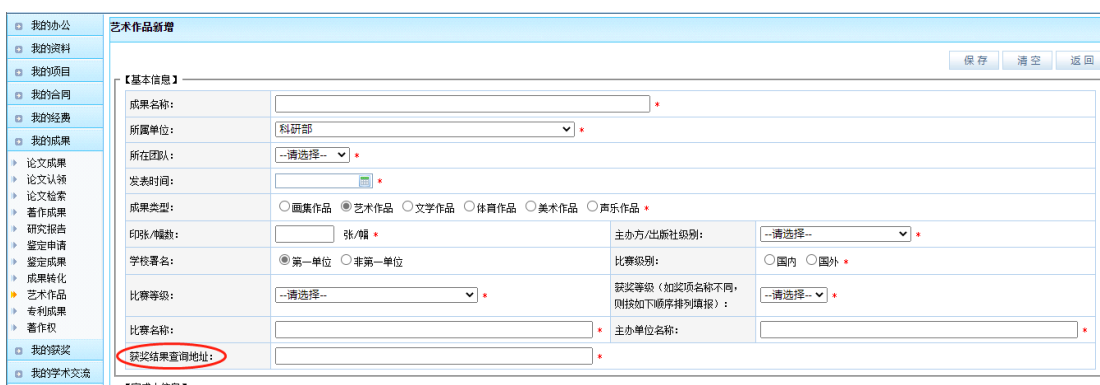 我的办公
我的资料
我的项目
我的合同
我的经费
我的成果
论文成果
论文认领
论文检索
著作成果
研究报告
鉴定申请
鉴定成果
成果转化
艺术作品
专利成果
著作权
我的获奖
我的学术交流
艺术作品新增
保存 清空 返回
【基本信息】
成果名称: *
所属单位: 科研部 *
所在团队: --请选择-- *
发表时间: *
成果类型: 画集作品 艺术作品 文学作品 体育作品 美术作品 声乐作品 *
印张/幅数: 张/幅 * 主办方/出版社级别: --请选择-- *
学校署名: 第一单位 非第一单位 比赛级别: 国内 国外 *
比赛等级: --请选择-- * 获奖等级（如奖项名称不同,
则按如下顺序排列填报）: --请选择-- *
比赛名称: * 主办单位名称: *
获奖结果查询地址: *